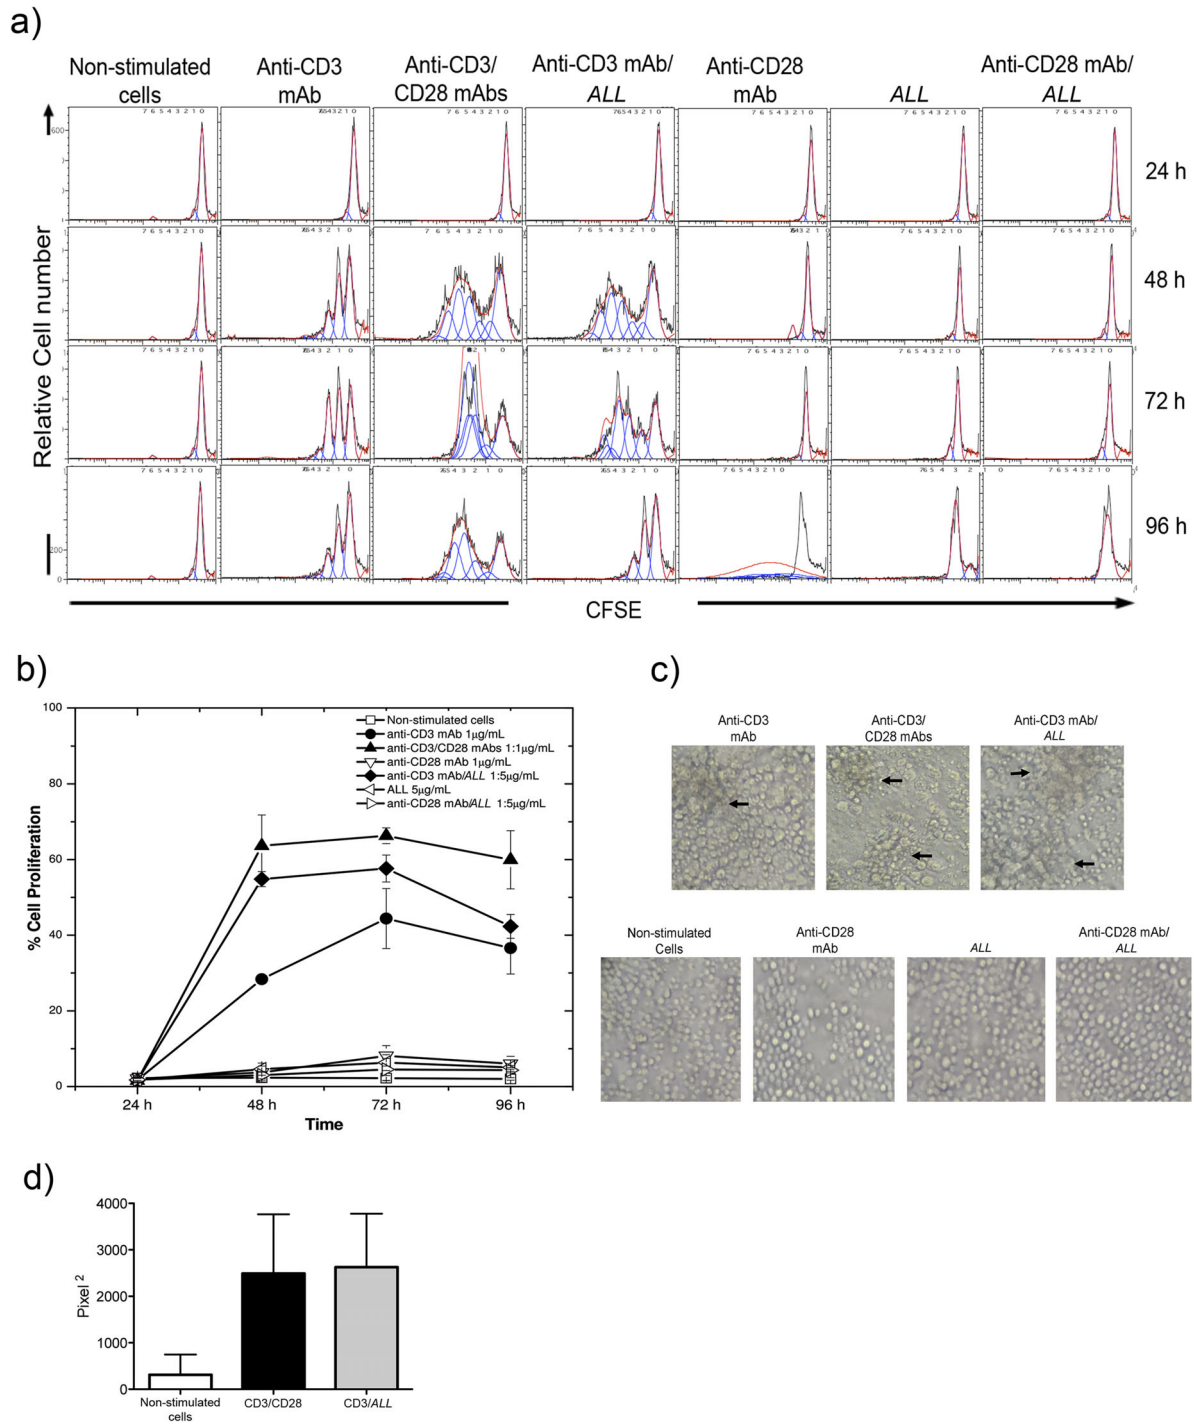 a)
Non-stimulated
cells
Anti-CD3
mAb
Anti-CD3/
CD28 mAbs
Anti-CD3 mAb/
ALL
Anti-CD28
mAb
ALL
Anti-CD28 mAb/
ALL
Relative Cell number
24 h
48 h
72 h
96 h
CFSE
b)
100
80
60
40
20
0
% Cell Proliferation
Non-stimulated cells
anti-CD3 mAb 1µg/mL
anti-CD3/CD28 mAbs 1:1µg/mL
anti-CD28 mAb 1µg/mL
anti-CD3 mAb/ALL 1:5µg/mL
ALL 5µg/mL
anti-CD28 mAb/ALL 1:5µg/mL
24 h
48 h
72 h
96 h
Time
c)
Anti-CD3
mAb
Anti-CD3/
CD28 mAbs
Anti-CD3 mAb/
ALL
Non-stimulated
Cells
Anti-CD28
mAb
ALL
Anti-CD28 mAb/
ALL
d)
4000
3000
2000
1000
0
Pixel 2
Non-stimulated
cells
CD3/CD28
CD3/ALL